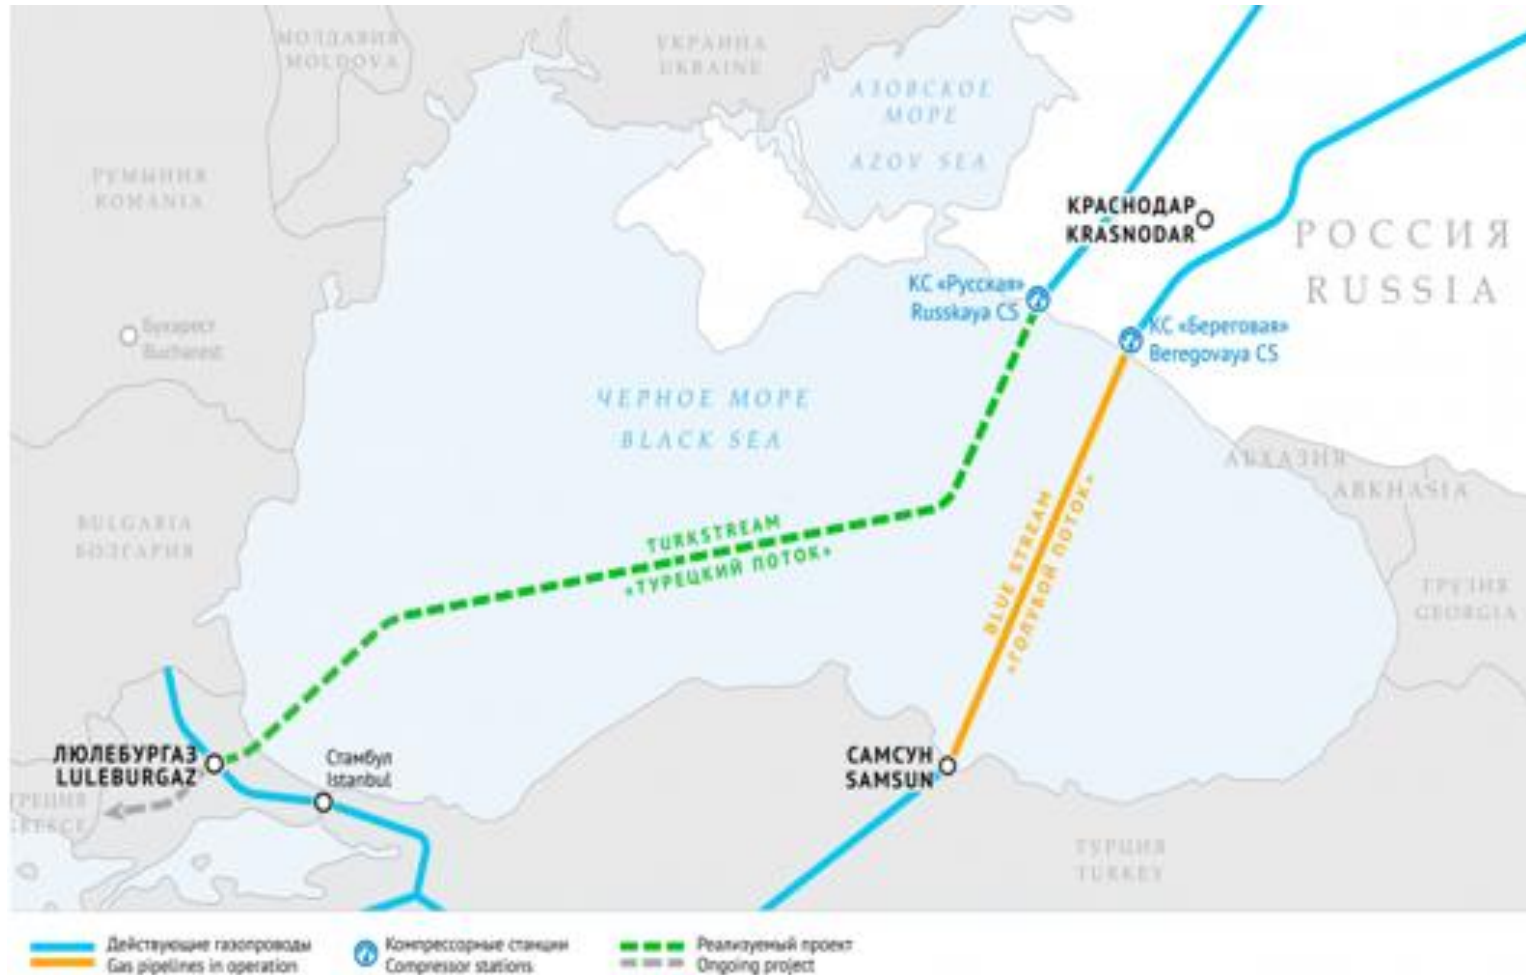 МОЛДАВИЯ
MOLDOVA
УКРАИНА
UKRAINE
АЗОВСКОЕ
МОРЕ
AZOV SEA
РУМЫНИЯ
ROMANIA
КРАСНОДАР
KRASNODAR
РОССИЯ
RUSSIA
КС «Русская»
Russkaya CS
КС «Береговая»
Beregovaya CS
Бухарест
Bucharest
ЧЕРНОЕ МОРЕ
BLACK SEA
АБХАЗИЯ
ABKHASIA
BULGARIA
БОЛГАРИЯ
TURKSTREAM
«ТУРЕЦКИЙ ПОТОК»
BLUE STREAM
«ГОЛУБОЙ ПОТОК»
ГРУЗИЯ
GEORGIA
ЛЮЛЕБУРГАЗ
LULEBURGAZ
Стамбул
Istanbul
САМСУН
SAMSUN
ГРЕЦИЯ
GREECE
ТУРЦИЯ
TURKEY
Действующие газопроводы
Gas pipelines in operation
Компрессорные станции
Compressor stations
Реализуемый проект
Ongoing project